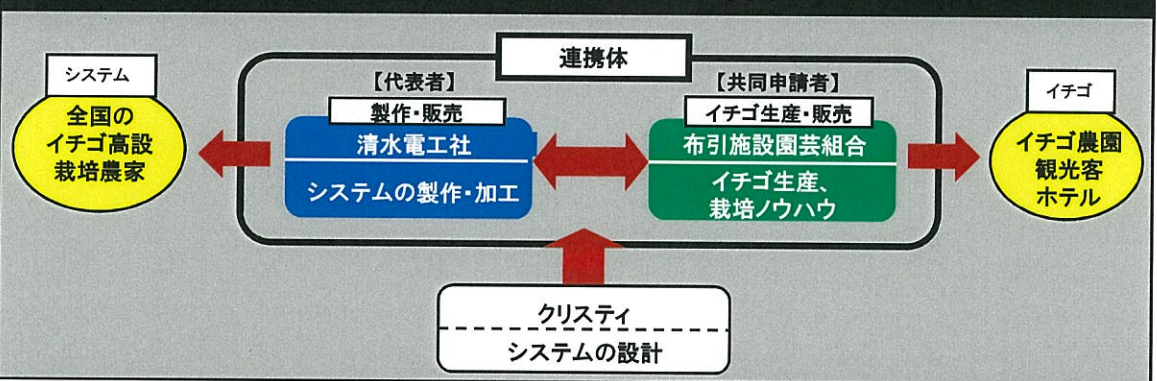 連携体
システム
全国の
イチゴ高設
栽培農家
【代表者】
製作・販売
清水電工社
システムの製作・加工
【共同申請者】
イチゴ生産・販売
布引施設園芸組合
イチゴ生産、
栽培ノウハウ
イチゴ
イチゴ農園
観光客
ホテル
クリスティ
システムの設計